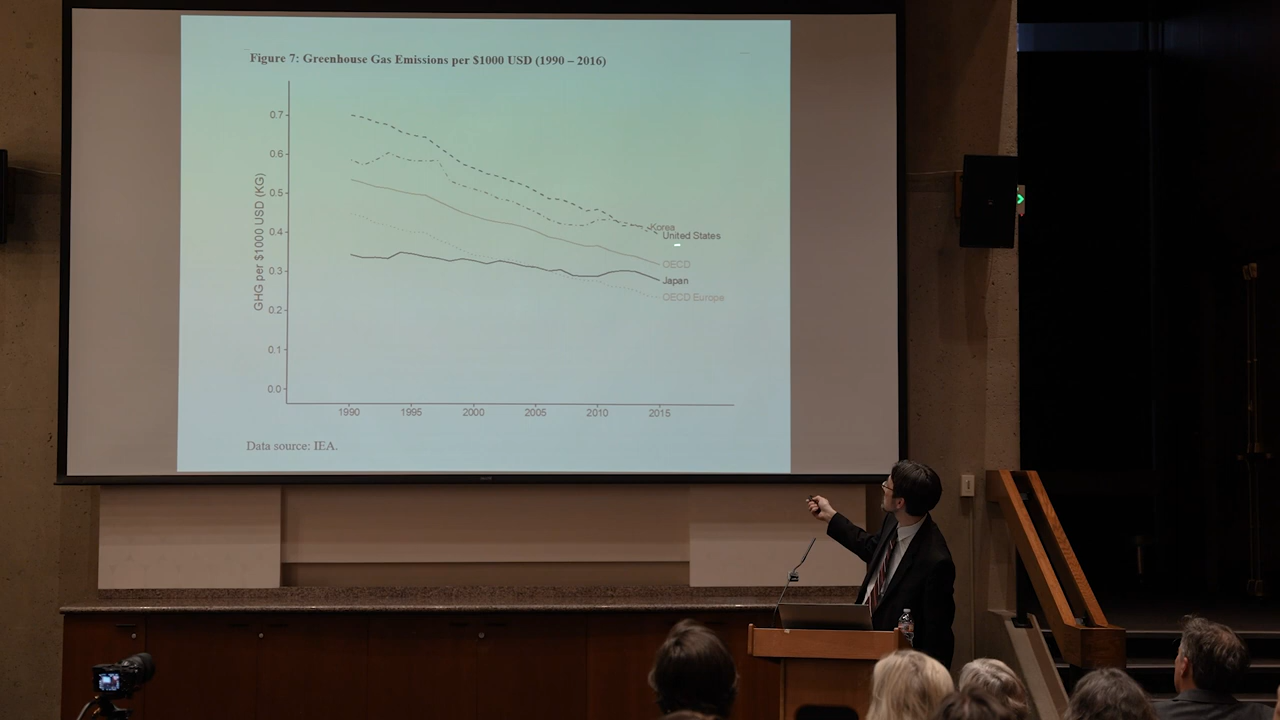 Figure 7: Greenhouse Gas Emissions per $1000 USD (1990 – 2016)
GHG per $1000 USD (KG)
0.7
0.6
0.5
0.4
0.3
0.2
0.1
0.0
Korea
United States
OECD
Japan
OECD Europe
1990 1995 2000 2005 2010 2015
Data source: IEA.